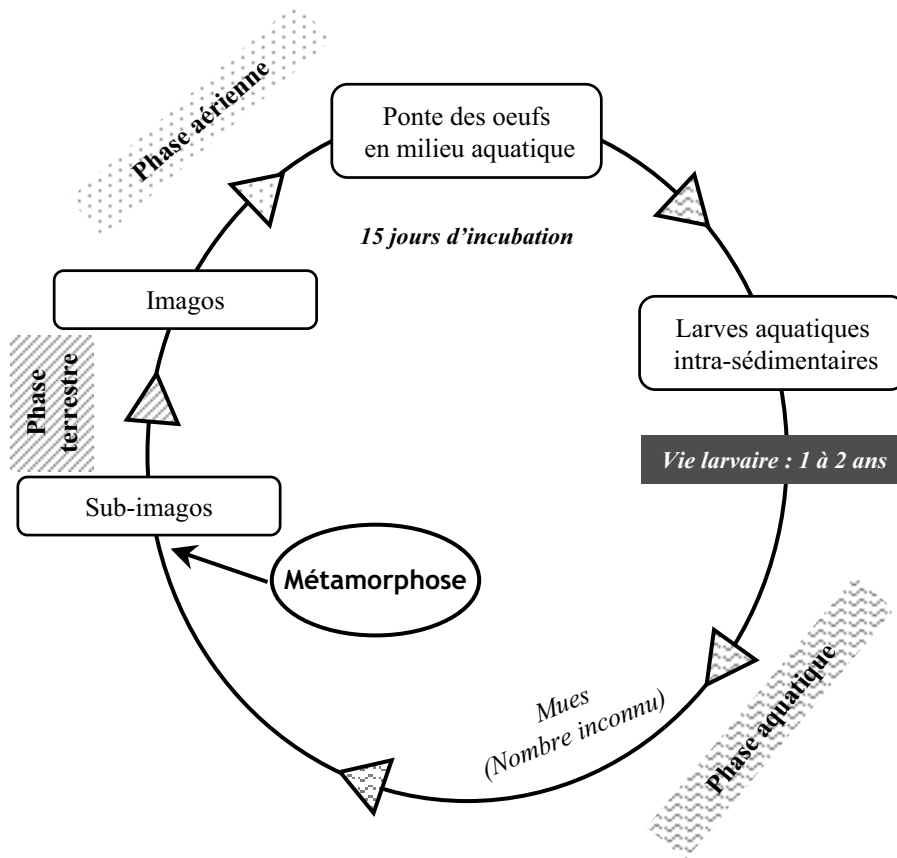 Phase aérienne
Ponte des oeufs
en milieu aquatique
15 jours d’incubation
Imagos
Larves aquatiques
intra-sédimentaires
Phase
terrestre
Vie larvaire : 1 à 2 ans
Sub-imagos
Métamorphose
Mues
(Nombre inconnu)
Phase aquatique